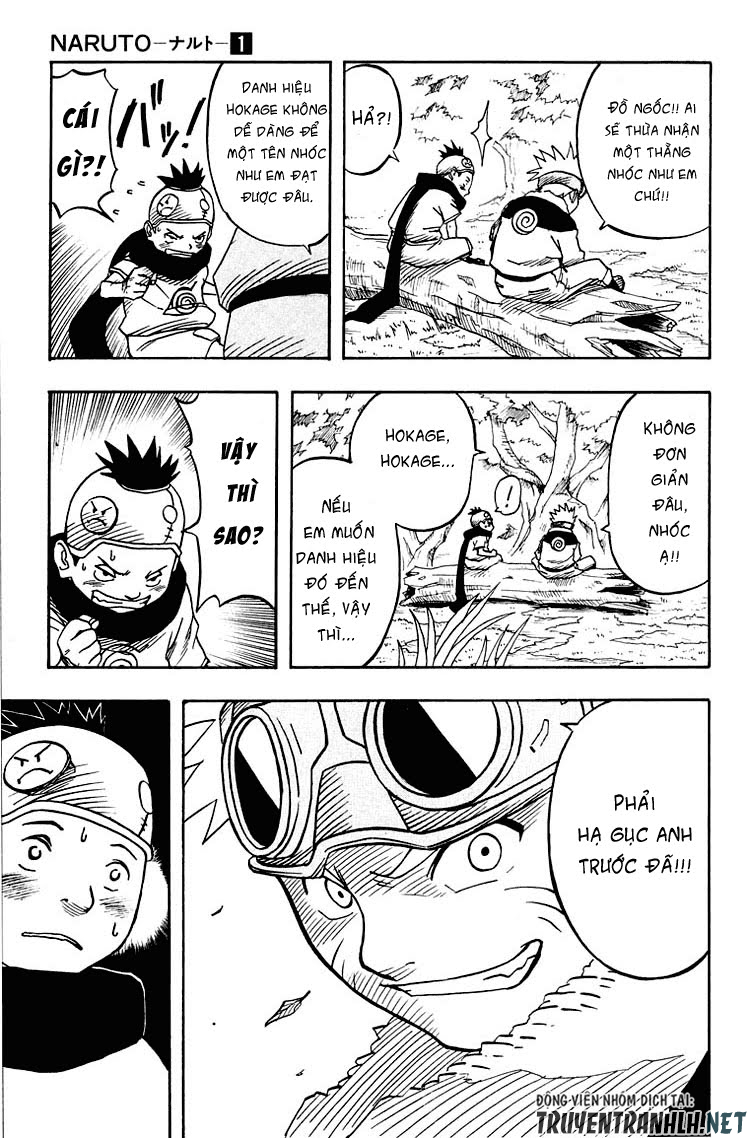 NARUTO—ナルト—1
ĐỒ NGỐC!! AI
SẼ THỪA NHẬN
MỘT THẰNG
NHÓC NHƯ EM
CHỨ!!
HẢ?!
DANH HIỆU
HOKAGE KHÔNG
DỄ DÀNG ĐỂ
MỘT TÊN NHÓC
NHƯ EM ĐẠT
ĐƯỢC ĐÂU.
バッ!
CÁI
GÌ?!
KHÔNG
ĐƠN
GIẢN
ĐÂU,
NHÓC
Ạ!!
!
HOKAGE,
HOKAGE...
NẾU
EM MUỐN
DANH HIỆU
ĐÓ ĐẾN
THẾ, VẬY
THÌ...
VẬY
THÌ
SAO?
PHẢI
HẠ GỤC ANH
TRƯỚC ĐÃ!!!
ĐỘNG VIÊN NHÓM DỊCH TẠI:
TRUYENTRANHLH.NET